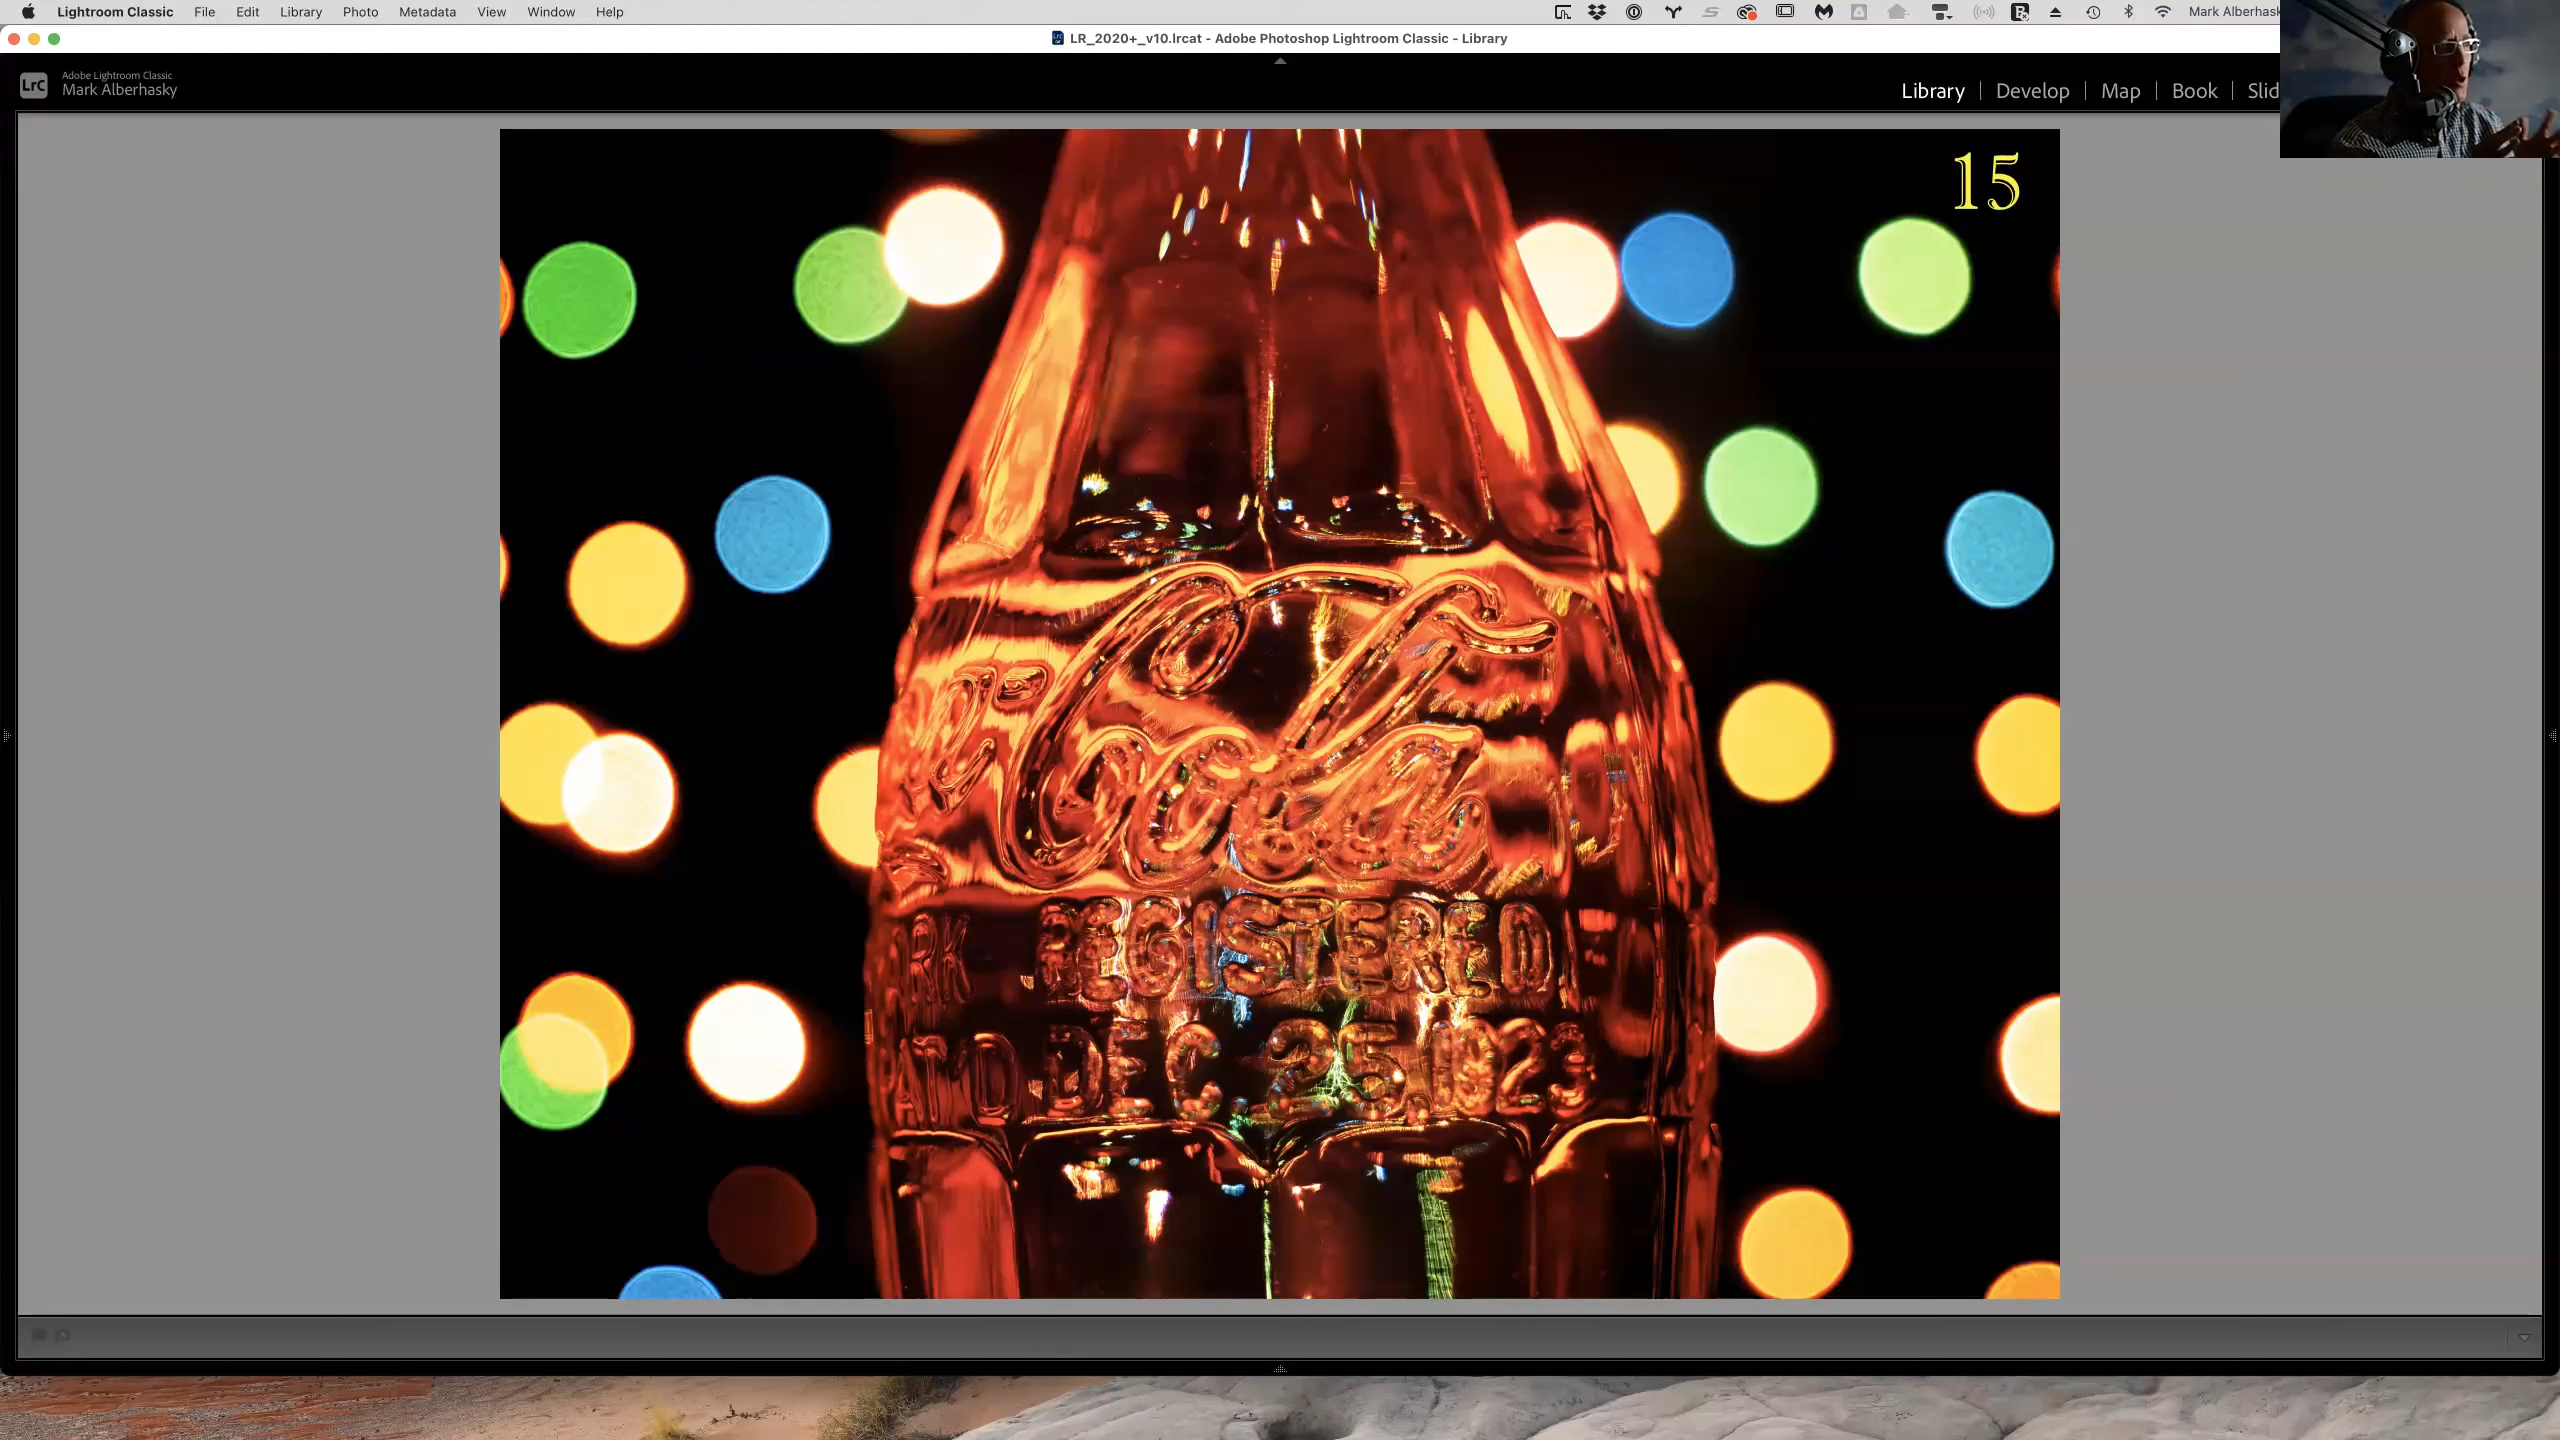 Lightroom Classic File Edit Library Photo Metadata View Window Help
Mark Alberhask
LR_2020+_v10.lrcat - Adobe Photoshop Lightroom Classic - Library
LrC
Adobe Lightroom Classic
Mark Alberhasky
Library | Develop | Map | Book | Slid
15
Coca
RK REGISTERED
AT'D DEC. 25, 1923